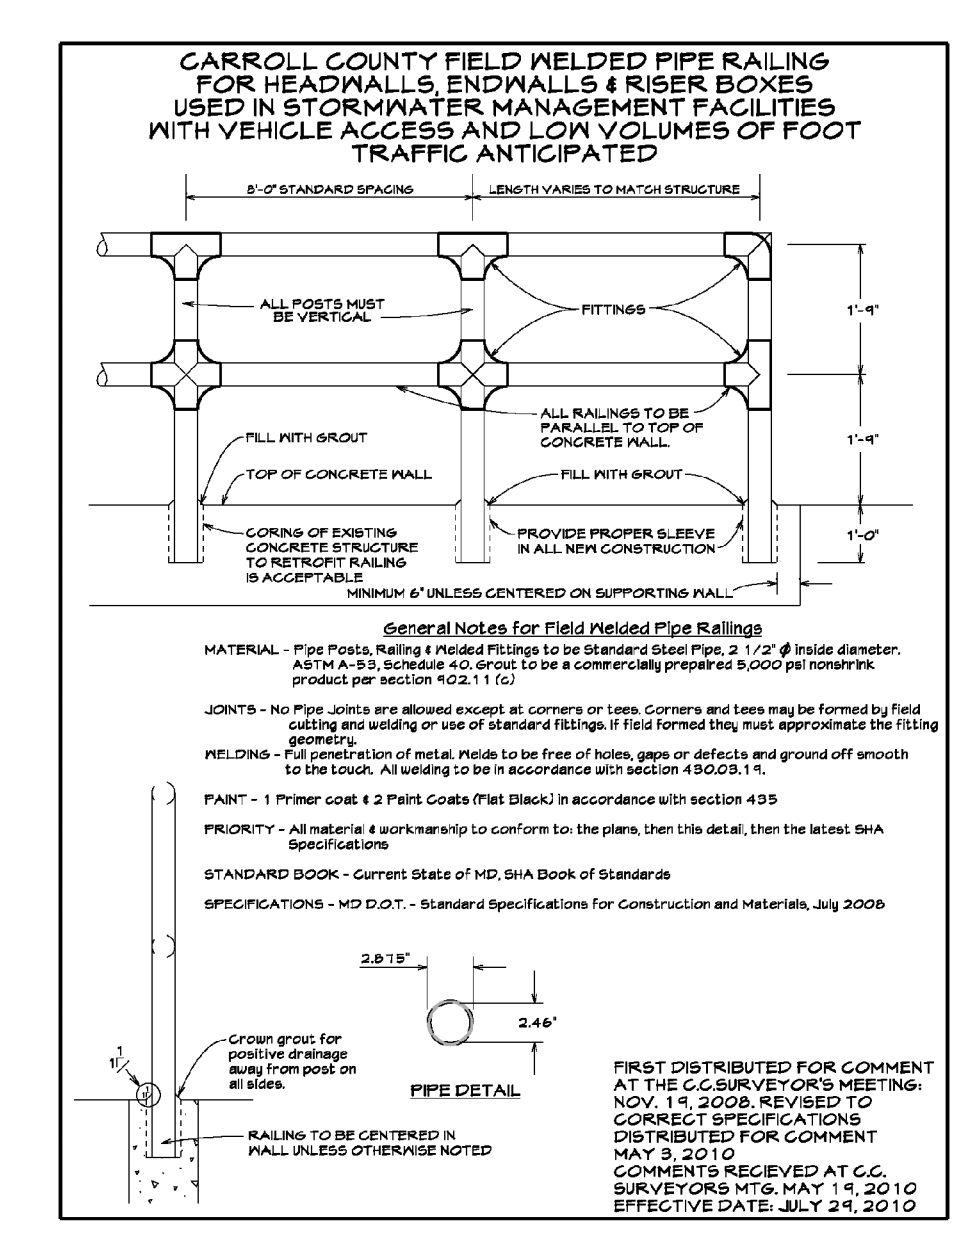 CARROLL COUNTY FIELD WELDED PIPE RAILING
FOR HEADWALLS, ENDWALLS & RISER BOXES
USED IN STORMWATER MANAGEMENT FACILITIES
WITH VEHICLE ACCESS AND LOW VOLUMES OF FOOT
TRAFFIC ANTICIPATED
8'-0" STANDARD SPACING
LENGTH VARIES TO MATCH STRUCTURE
ALL POSTS MUST
BE VERTICAL
FITTINGS
1'-9"
ALL RAILINGS TO BE
PARALLEL TO TOP OF
CONCRETE WALL.
FILL WITH GROUT
1'-9"
TOP OF CONCRETE WALL
FILL WITH GROUT
CORING OF EXISTING
CONCRETE STRUCTURE
TO RETROFIT RAILING
IS ACCEPTABLE
PROVIDE PROPER SLEEVE
IN ALL NEW CONSTRUCTION
1'-0"
MINIMUM 6" UNLESS CENTERED ON SUPPORTING WALL
General Notes for Field Welded Pipe Railings
MATERIAL - Pipe Posts, Railing & Welded Fittings to be Standard Steel Pipe, 2 1/2" ϕ inside diameter.
ASTM A-53, Schedule 40. Grout to be a commercially prepaired 5,000 psi nonshrink
product per section 902.11 (c)
JOINTS - No Pipe Joints are allowed except at corners or tees. Corners and tees may be formed by field
cutting and welding or use of standard fittings. If field formed they must approximate the fitting
geometry.
WELDING - Full penetration of metal. Welds to be free of holes, gaps or defects and ground off smooth
to the touch. All welding to be in accordance with section 430.03.19.
PAINT - 1 Primer coat & 2 Paint Coats (Flat Black) in accordance with section 435
PRIORITY - All material & workmanship to conform to: the plans, then this detail, then the latest SHA
Specifications
STANDARD BOOK - Current State of MD, SHA Book of Standards
SPECIFICATIONS - MD D.O.T. - Standard Specifications for Construction and Materials, July 2008
2.875"
2.46"
PIPE DETAIL
Crown grout for
positive drainage
away from post on
all sides.
1
1
RAILING TO BE CENTERED IN
WALL UNLESS OTHERWISE NOTED
FIRST DISTRIBUTED FOR COMMENT
AT THE C.C.SURVEYOR'S MEETING:
NOV. 19, 2008. REVISED TO
CORRECT SPECIFICATIONS
DISTRIBUTED FOR COMMENT
MAY 3, 2010
COMMENTS RECIEVED AT C.C.
SURVEYORS MTG. MAY 19, 2010
EFFECTIVE DATE: JULY 29, 2010